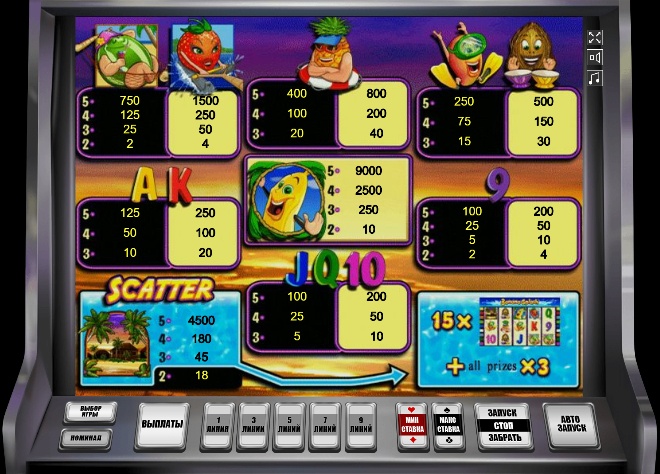 5 750 1500
4 125 250
3 25 50
2 2 4
5 400 800
4 100 200
3 20 40
5 250 500
4 75 150
3 15 30
A K
5 125 250
4 50 100
3 10 20
5 9000
4 2500
3 250
2 10
9
5 100 200
4 25 50
3 5 10
2 2 4
J Q 10
5 100 200
4 25 50
3 5 10
SCATTER
5 4500
4 180
3 45
2 18
15x
+ all prizes x3
ВЫБОР
ИГРЫ
НОМИНАЛ
ВЫПЛАТЫ
1
ЛИНИЯ
3
ЛИНИИ
5
ЛИНИЙ
7
ЛИНИЙ
9
ЛИНИЙ
МИН
СТАВКА
МАКС
СТАВКА
ЗАПУСК
СТОП
ЗАБРАТЬ
АВТО
ЗАПУСК